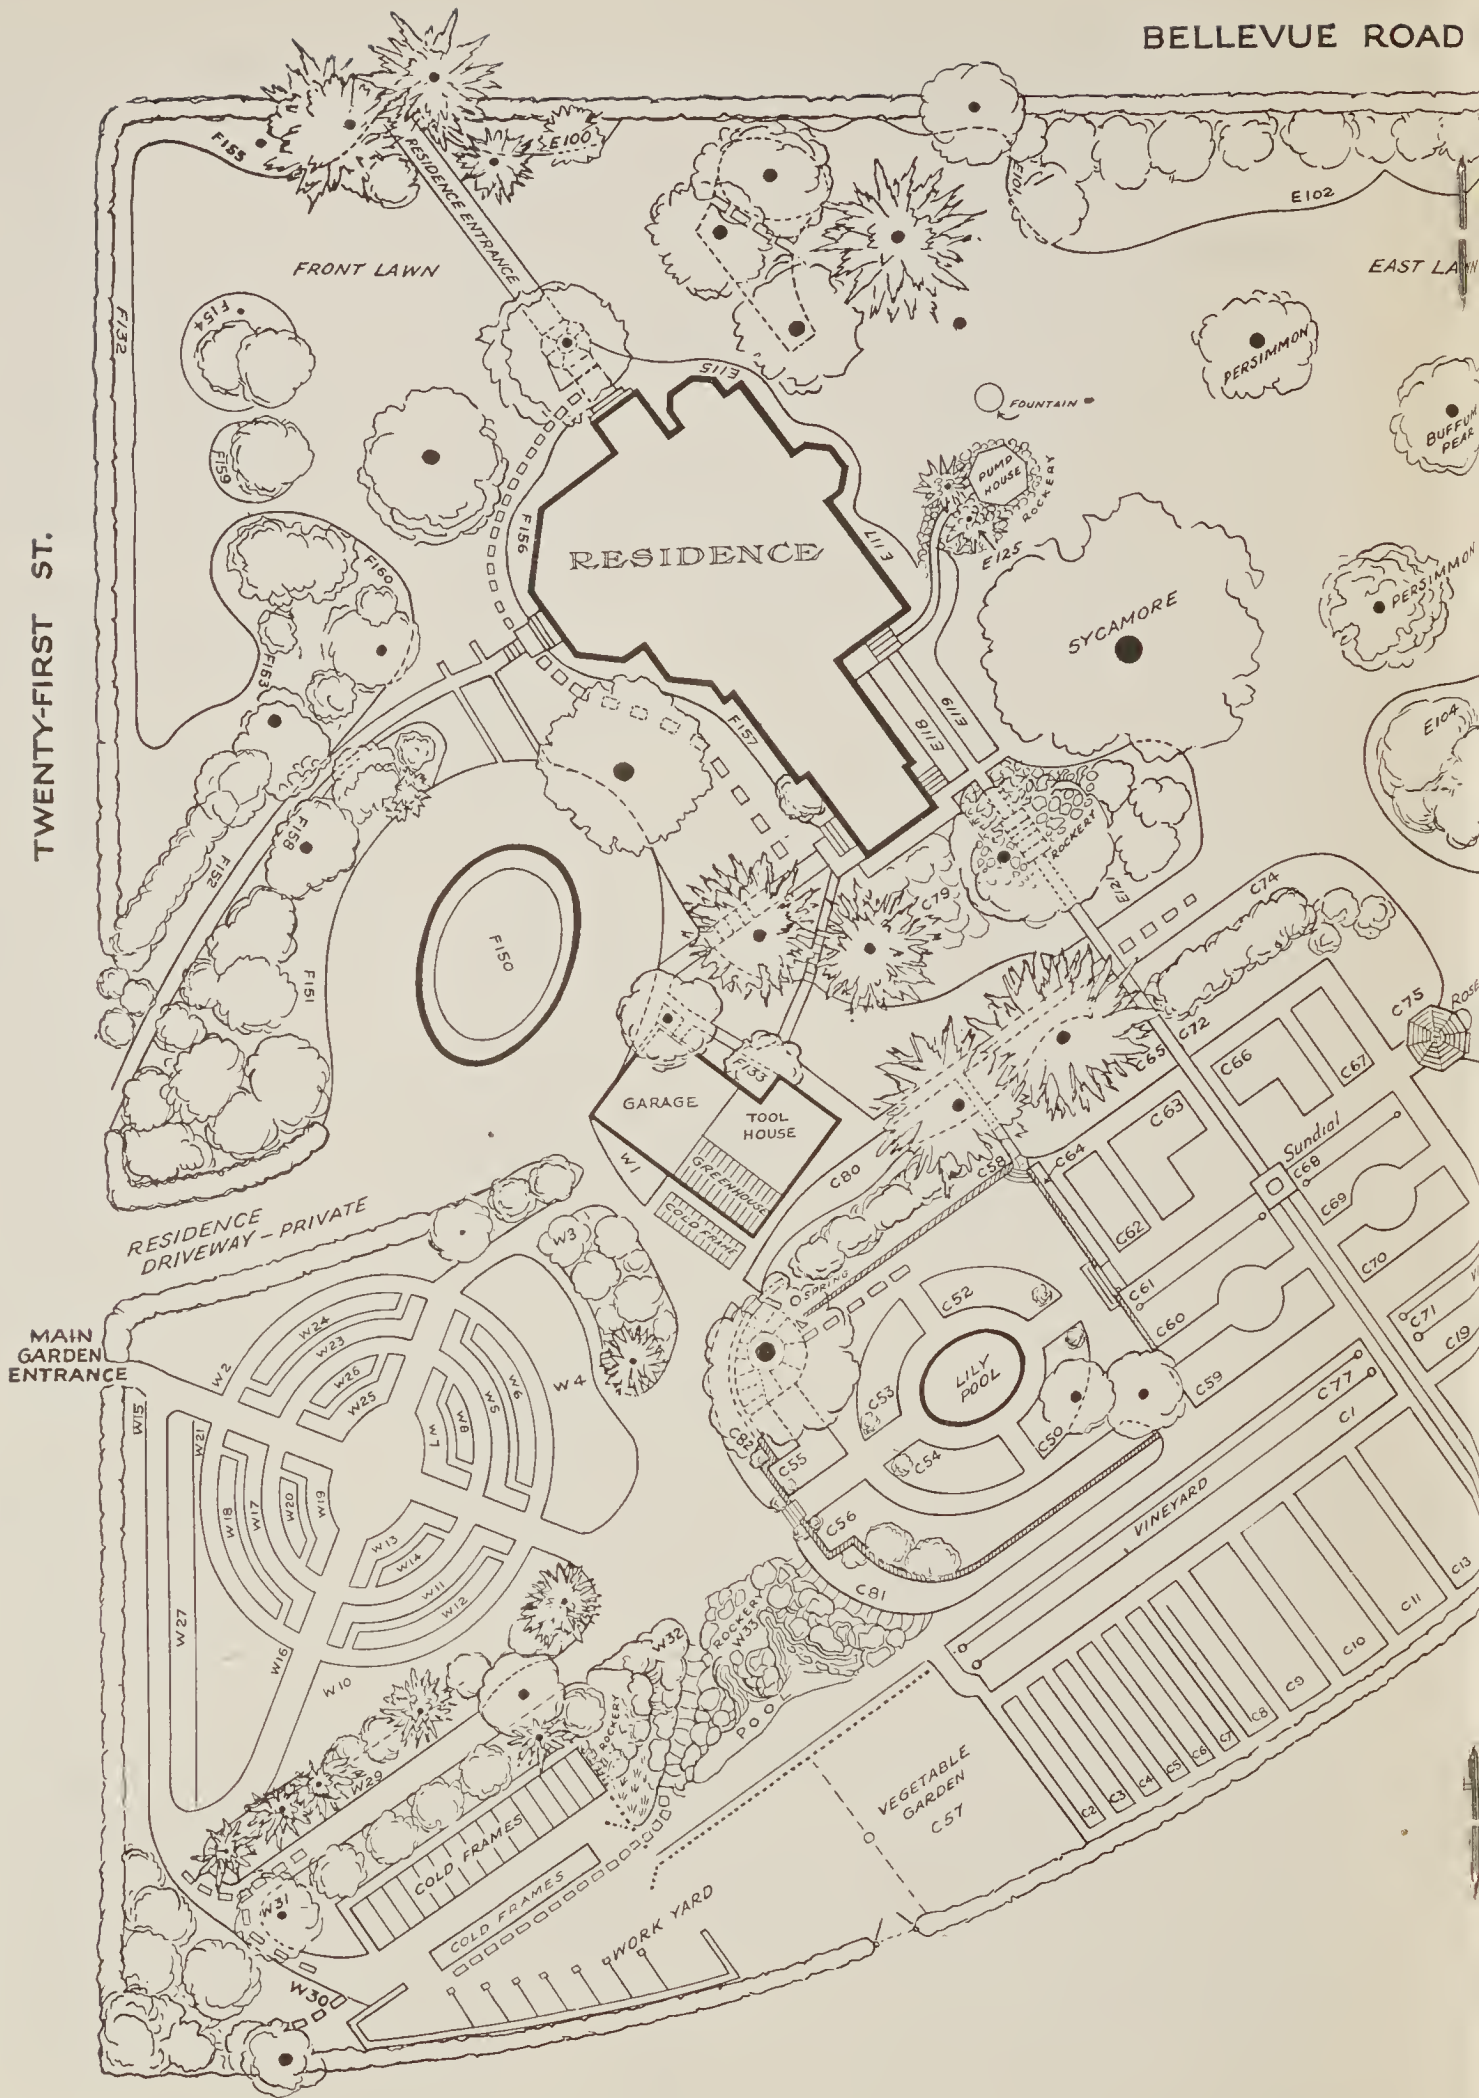 BELLEVUE ROAD
TWENTY-FIRST ST.
F155
E100
RESIDENCE ENTRANCE
E101
E102
FRONT LAWN
F132
F154
EAST
PERSIMMON
E115
FOUNTAIN
BUFFUM
PEAR
F159
PUMP
HOUSE
ROCKERY
F156
RESIDENCE
E117
E125
F160
PERSIMMON
SYCAMORE
F163
F157
E118
E119
E104
F158
F152
ROCKERY
C79
E121
C74
F150
F151
C75
ROSE
C72
C65
C66
C67
F133
GARAGE
TOOL
HOUSE
C63
Sundial
W1
GREENHOUSE
COLD FRAME
C80
C58
C64
C68
C62
C69
C70
RESIDENCE
DRIVEWAY – PRIVATE
W3
SPRING
C52
C61
C60
C71
C19
MAIN
GARDEN
ENTRANCE
W24
W23
W26
W25
W2
W4
W6
W5
W8
W7
LILY
POOL
C53
C59
C77
C1
W15
W21
C82
C55
C54
C50
W18
W17
W20
W19
W13
W14
W11
W12
C56
VINEYARD
C81
C13
C11
C10
C9
C8
C7
C6
C5
C4
C3
C2
W27
W16
W10
W32
ROCKERY
W33
ROCKERY
POOL
W29
VEGETABLE
GARDEN
C57
COLD FRAMES
COLD FRAMES
W31
WORK YARD
W30